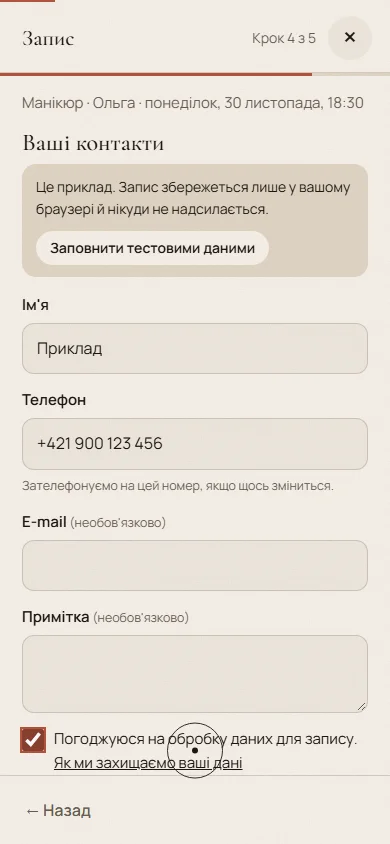 Запис
Крок 4 з 5
Манікюр · Ольга · понеділок, 30 листопада, 18:30
Ваші контакти
Це приклад. Запис збережеться лише у вашому
браузері й нікуди не надсилається.
Заповнити тестовими даними
Ім'я
Приклад
Телефон
+421 900 123 456
Зателефонуємо на цей номер, якщо щось зміниться.
E-mail (необов'язково)
Примітка (необов'язково)
Погоджуюся на обробку даних для запису.
Як ми захищаємо ваші дані
← Назад